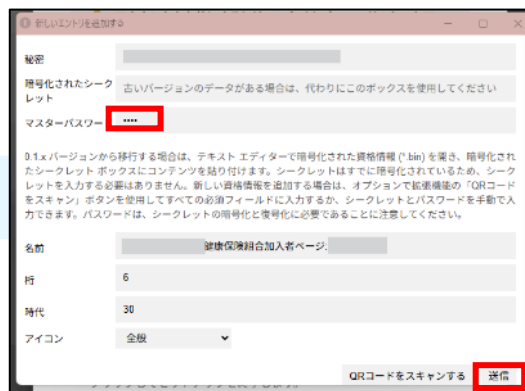 新しいエントリを追加する
秘密
暗号化されたシーク
レット
古いバージョンのデータがある場合は、代わりにこのボックスを使用してください
マスターパスワー
••••
0.1.x バージョンから移行する場合は、テキスト エディターで暗号化された資格情報 (*.bin) を開き、暗号化され
たシークレット ボックスにコンテンツを貼り付けます。シークレットはすでに暗号化されているため、シーク
レットを入力する必要はありません。新しい資格情報を追加する場合は、オプションで拡張機能の「QRコード
をスキャン」ボタンを使用してすべての必須フィールドに入力するか、シークレットとパスワードを手動で入
力できます。パスワードは、シークレットの暗号化と復号化に必要であることに注意してください。
名前
健康保険組合加入者ページ:
桁
6
時代
30
アイコン
全般
QRコードをスキャンする
送信